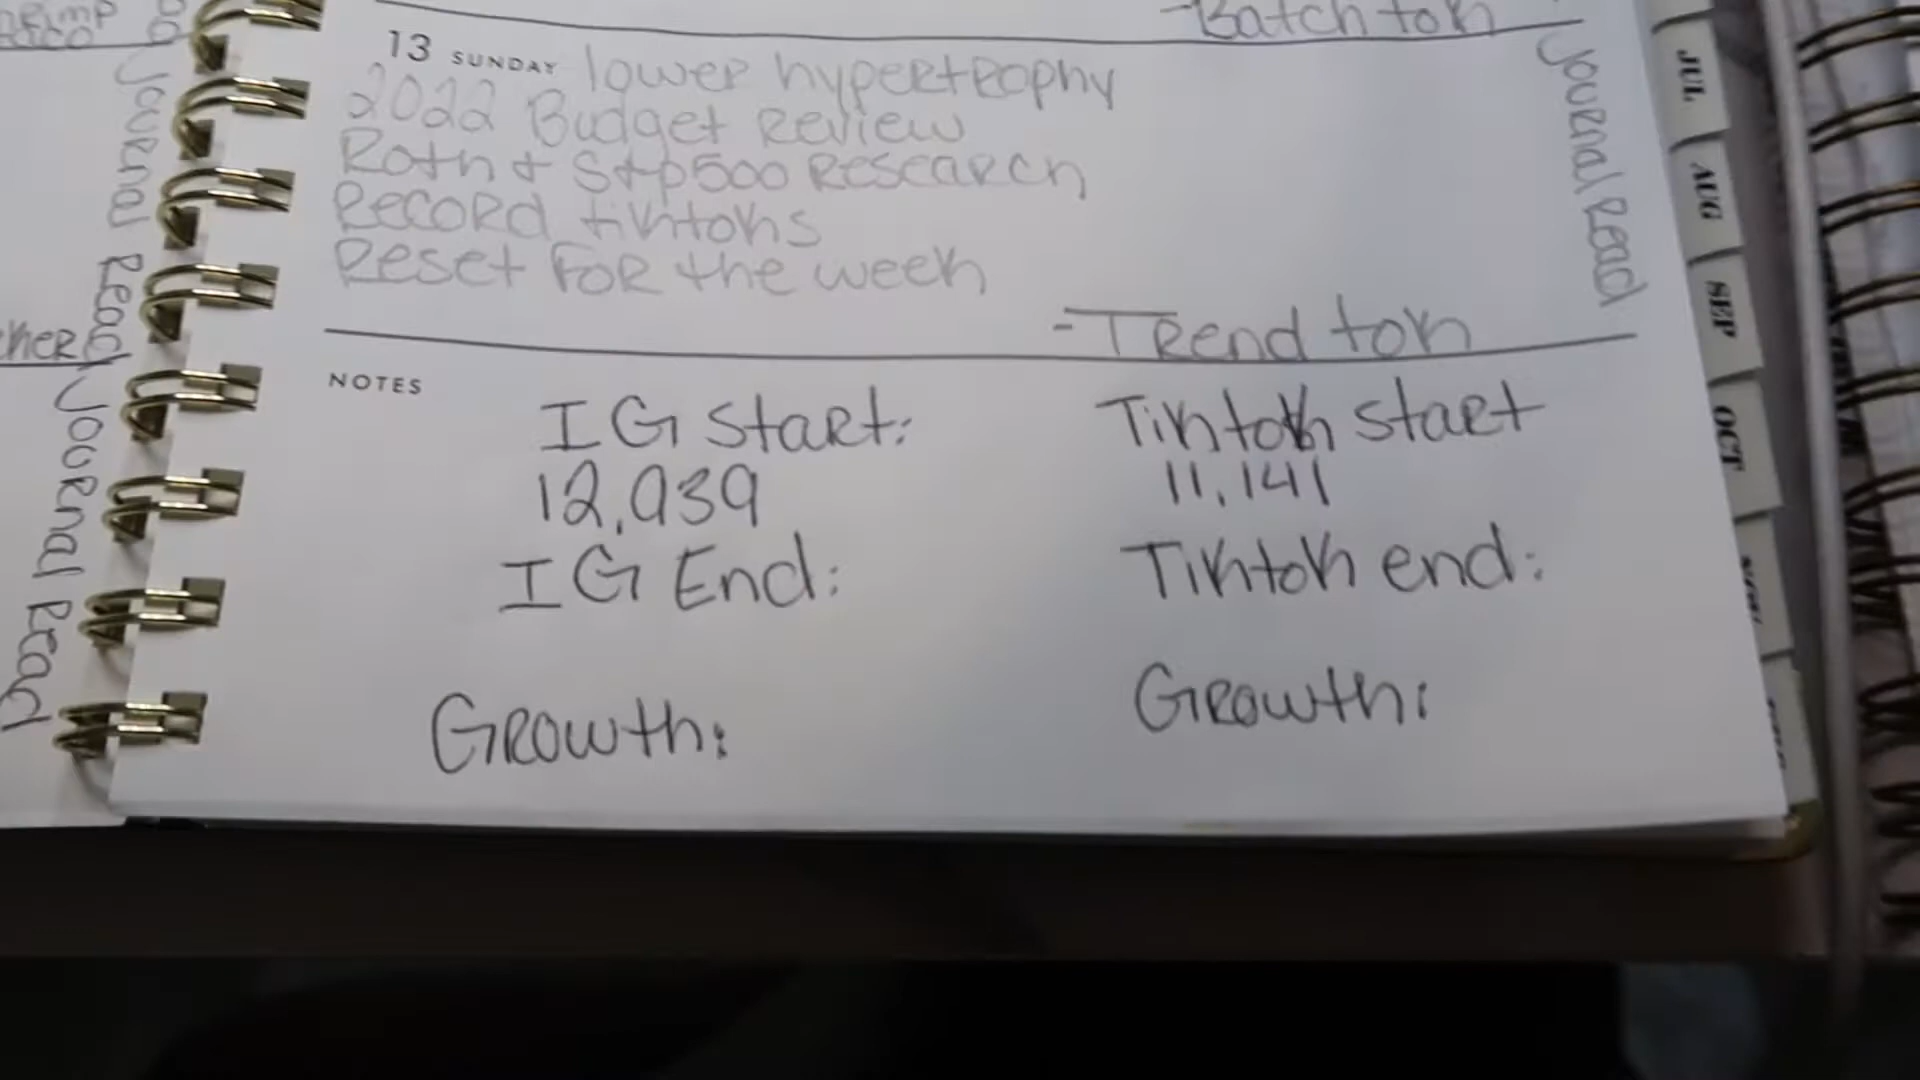 -Batch tok
13 SUNDAY lower hypertrophy
2022 Budget Review
Roth + S+p500 Research
Record tiktoks
Reset for the week
-Trend tok
Journal Read
NOTES
IG Start:
12,939
IG End:
Growth:
Tiktok start
11,141
Tiktok end:
Growth:
Journal Read
Journal Read
JUL
AUG
SEP
OCT